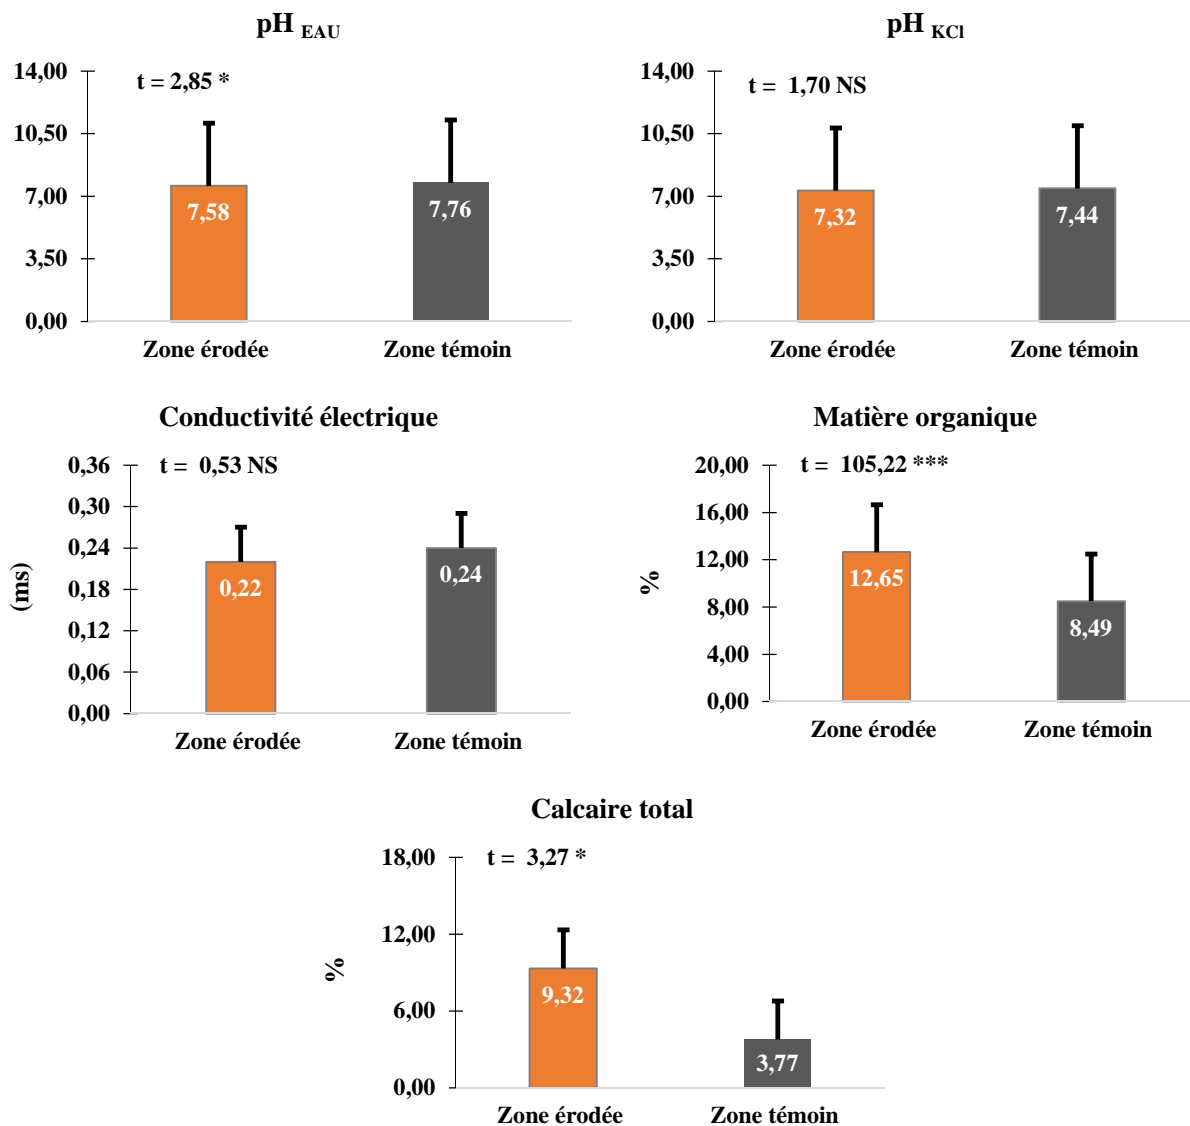 pH EAU
t = 2,85 *
14,00
10,50
7,00
3,50
0,00
7,58
7,76
Zone érodée
Zone témoin
pH KCl
t = 1,70 NS
14,00
10,50
7,00
3,50
0,00
7,32
7,44
Zone érodée
Zone témoin
Conductivité électrique
t = 0,53 NS
(ms)
0,36
0,30
0,24
0,18
0,12
0,06
0,00
0,22
0,24
Zone érodée
Zone témoin
Matière organique
t = 105,22 ***
%
20,00
16,00
12,00
8,00
4,00
0,00
12,65
8,49
Zone érodée
Zone témoin
Calcaire total
t = 3,27 *
%
18,00
12,00
6,00
0,00
9,32
3,77
Zone érodée
Zone témoin